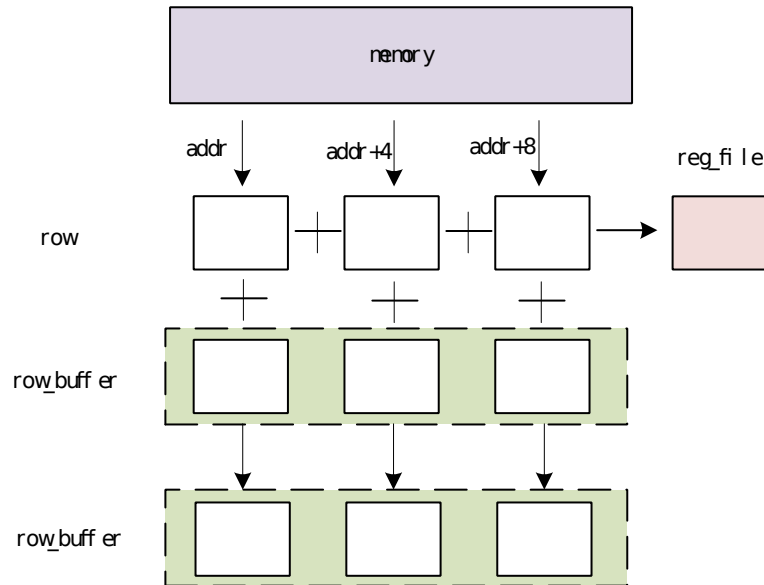 memory
addr
addr+4
addr+8
reg_file
row
row_buffer
row_buffer